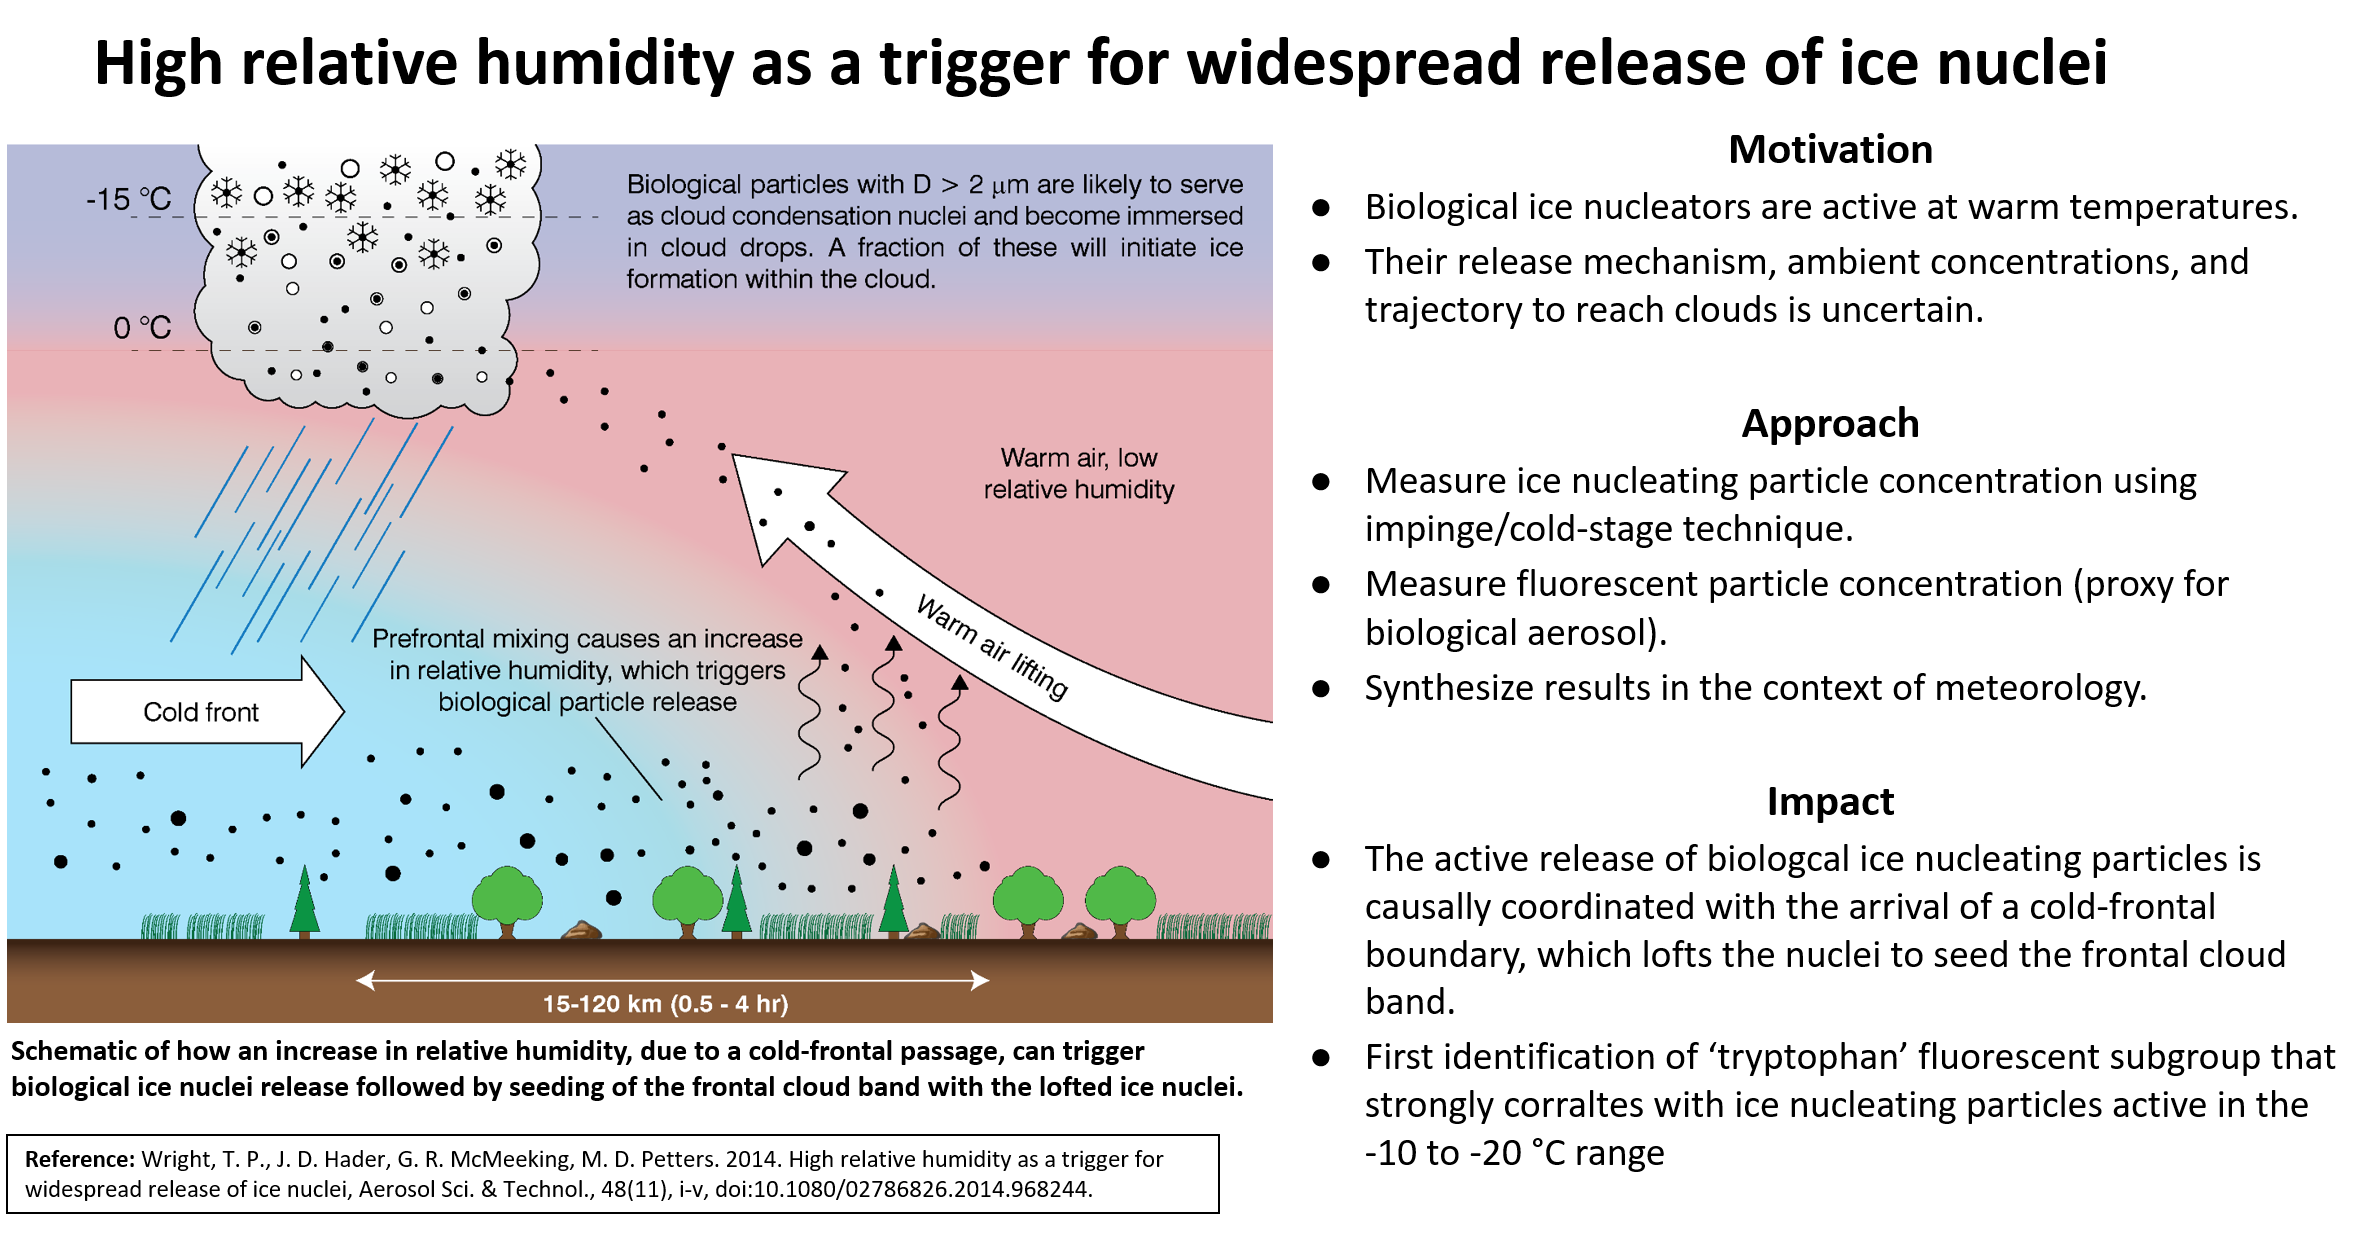 High relative humidity as a trigger for widespread release of ice nuclei
-15 °C
0 °C
Biological particles with D > 2 μm are likely to serve
as cloud condensation nuclei and become immersed
in cloud drops. A fraction of these will initiate ice
formation within the cloud.
Warm air, low
relative humidity
Warm air lifting
Prefrontal mixing causes an increase
in relative humidity, which triggers
biological particle release
Cold front
15-120 km (0.5 - 4 hr)
Schematic of how an increase in relative humidity, due to a cold-frontal passage, can trigger
biological ice nuclei release followed by seeding of the frontal cloud band with the lofted ice nuclei.
Reference: Wright, T. P., J. D. Hader, G. R. McMeeking, M. D. Petters. 2014. High relative humidity as a trigger for
widespread release of ice nuclei, Aerosol Sci. & Technol., 48(11), i-v, doi:10.1080/02786826.2014.968244.
Motivation
● Biological ice nucleators are active at warm temperatures.
● Their release mechanism, ambient concentrations, and
trajectory to reach clouds is uncertain.
Approach
● Measure ice nucleating particle concentration using
impinge/cold-stage technique.
● Measure fluorescent particle concentration (proxy for
biological aerosol).
● Synthesize results in the context of meteorology.
Impact
● The active release of biologcal ice nucleating particles is
causally coordinated with the arrival of a cold-frontal
boundary, which lofts the nuclei to seed the frontal cloud
band.
● First identification of ‘tryptophan’ fluorescent subgroup that
strongly corraltes with ice nucleating particles active in the
-10 to -20 °C range